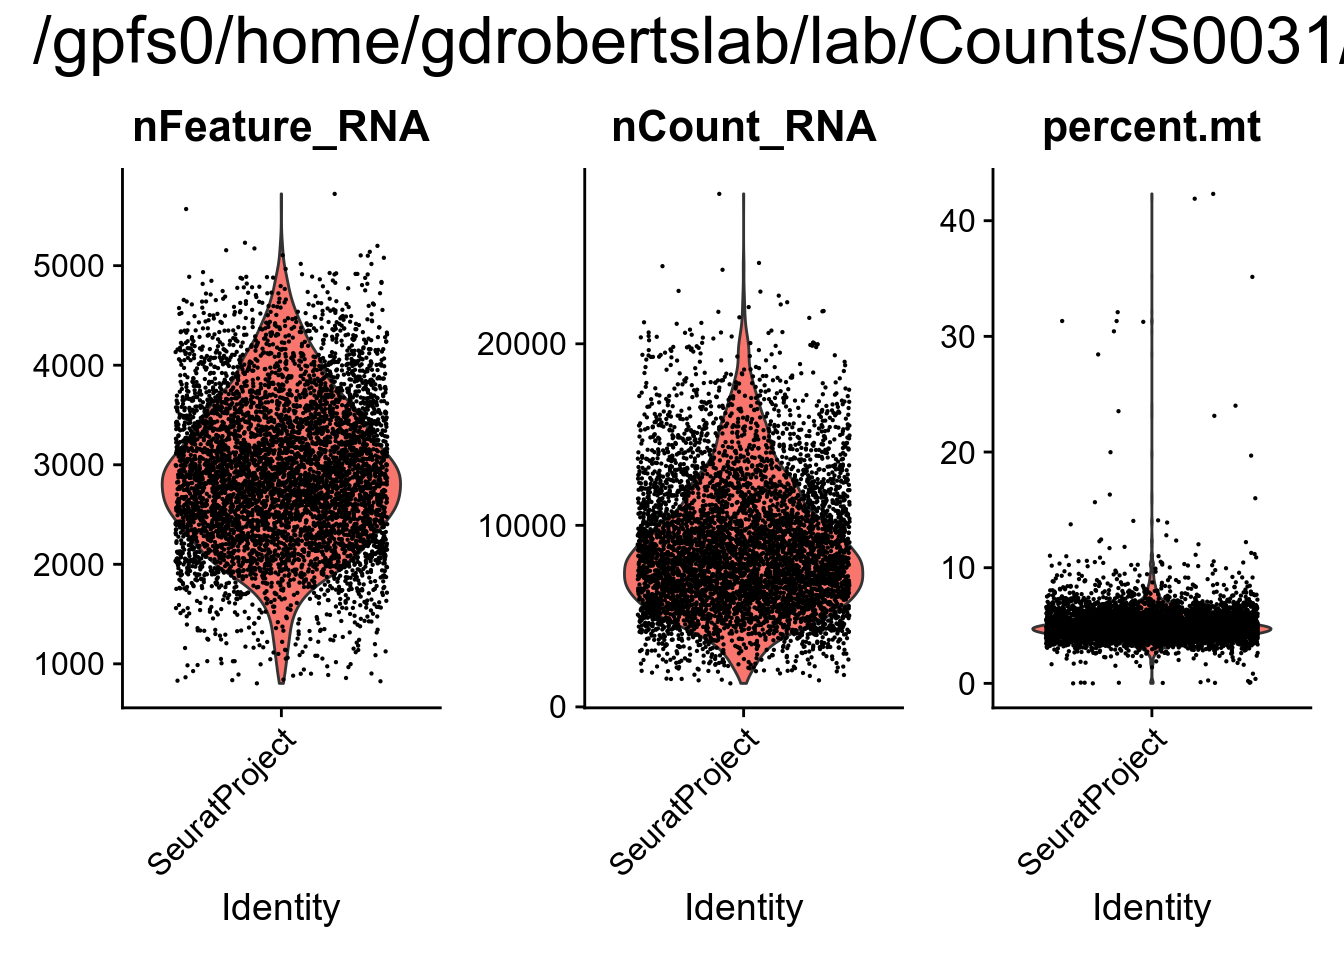 /gpfs0/home/gdrobertslab/lab/Counts/S0031/
nFeature_RNA
nCount_RNA
percent.mt
5000
4000
3000
2000
1000
20000
10000
0
40
30
20
10
0
SeuratProject
SeuratProject
SeuratProject
Identity
Identity
Identity